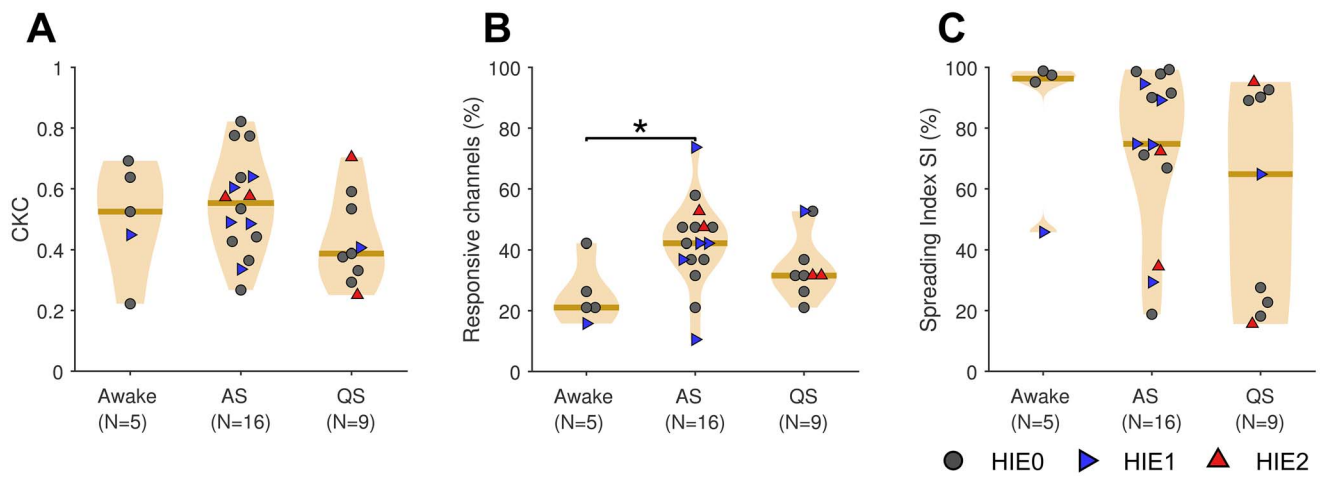 A
B
C
CKC
1
0.8
0.6
0.4
0.2
0
Awake
(N=5)
AS
(N=16)
QS
(N=9)
Responsive channels (%)
100
80
60
40
20
0
*
Awake
(N=5)
AS
(N=16)
QS
(N=9)
Spreading Index SI (%)
100
80
60
40
20
0
Awake
(N=5)
AS
(N=16)
QS
(N=9)
HIE0 HIE1 HIE2